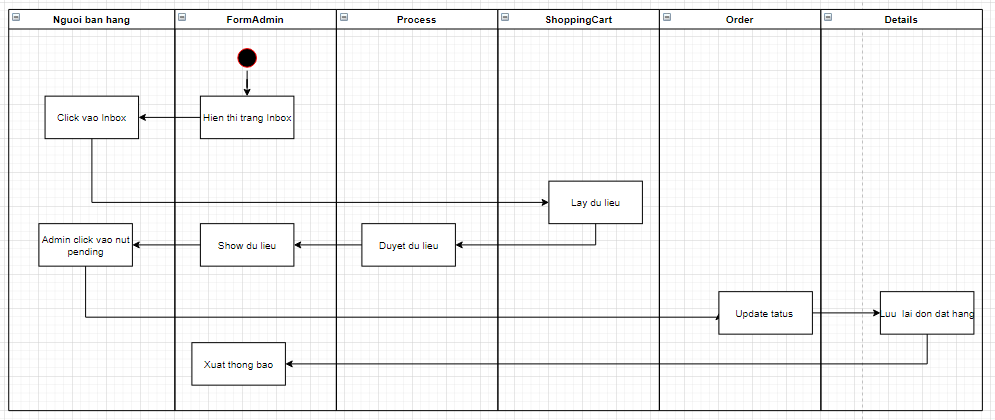 Nguoi ban hang
FormAdmin
Process
ShoppingCart
Order
Details
Click vao Inbox
Hien thi trang Inbox
Lay du lieu
Admin click vao nut
pending
Show du lieu
Duyet du lieu
Update tatus
Luu lai don dat hang
Xuat thong bao